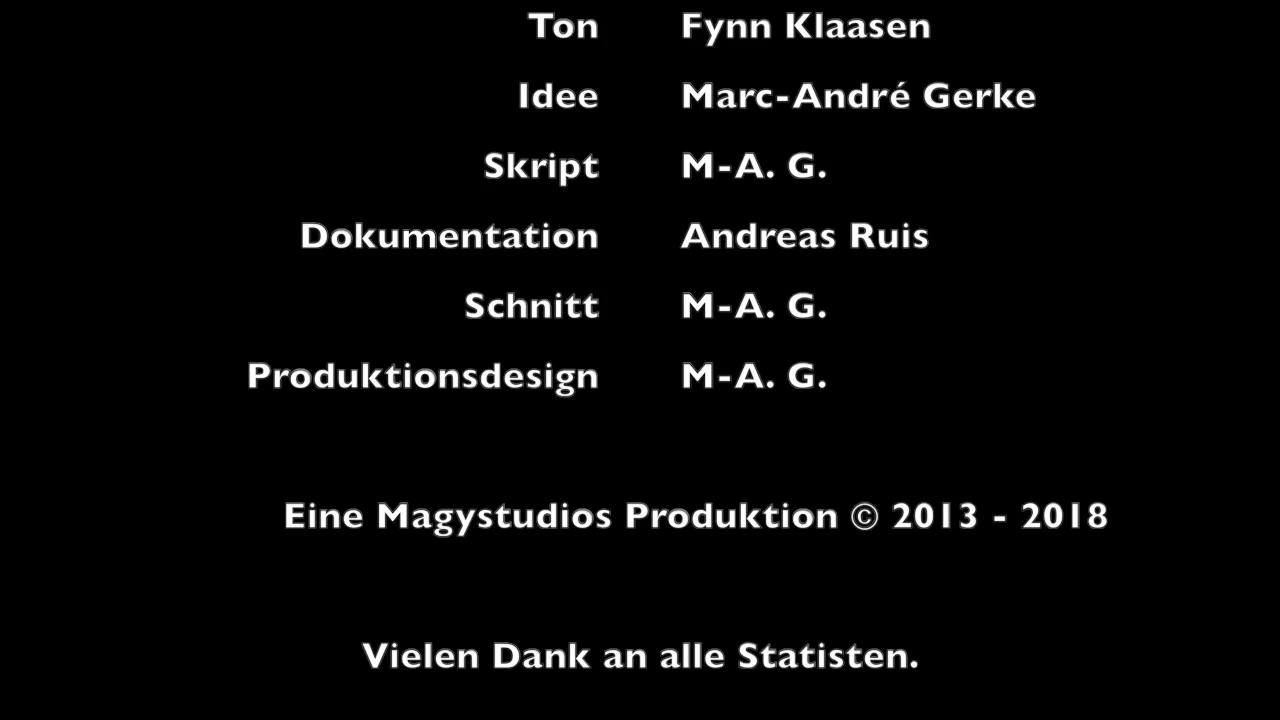 Ton Fynn Klaasen
Idee Marc-André Gerke
Skript M-A. G.
Dokumentation Andreas Ruis
Schnitt M-A. G.
Produktionsdesign M-A. G.
Eine Magystudios Produktion © 2013 - 2018
Vielen Dank an alle Statisten.